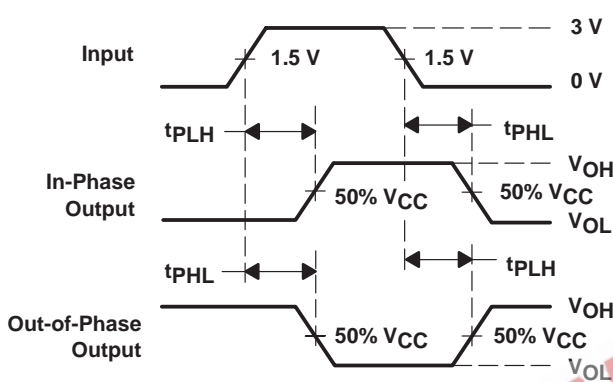 3 V
Input
1.5 V
1.5 V
0 V
tPLH
tPHL
VOH
In-Phase
Output
50% VCC
50% VCC
VOL
tPHL
tPLH
VOH
Out-of-Phase
Output
50% VCC
50% VCC
VOL